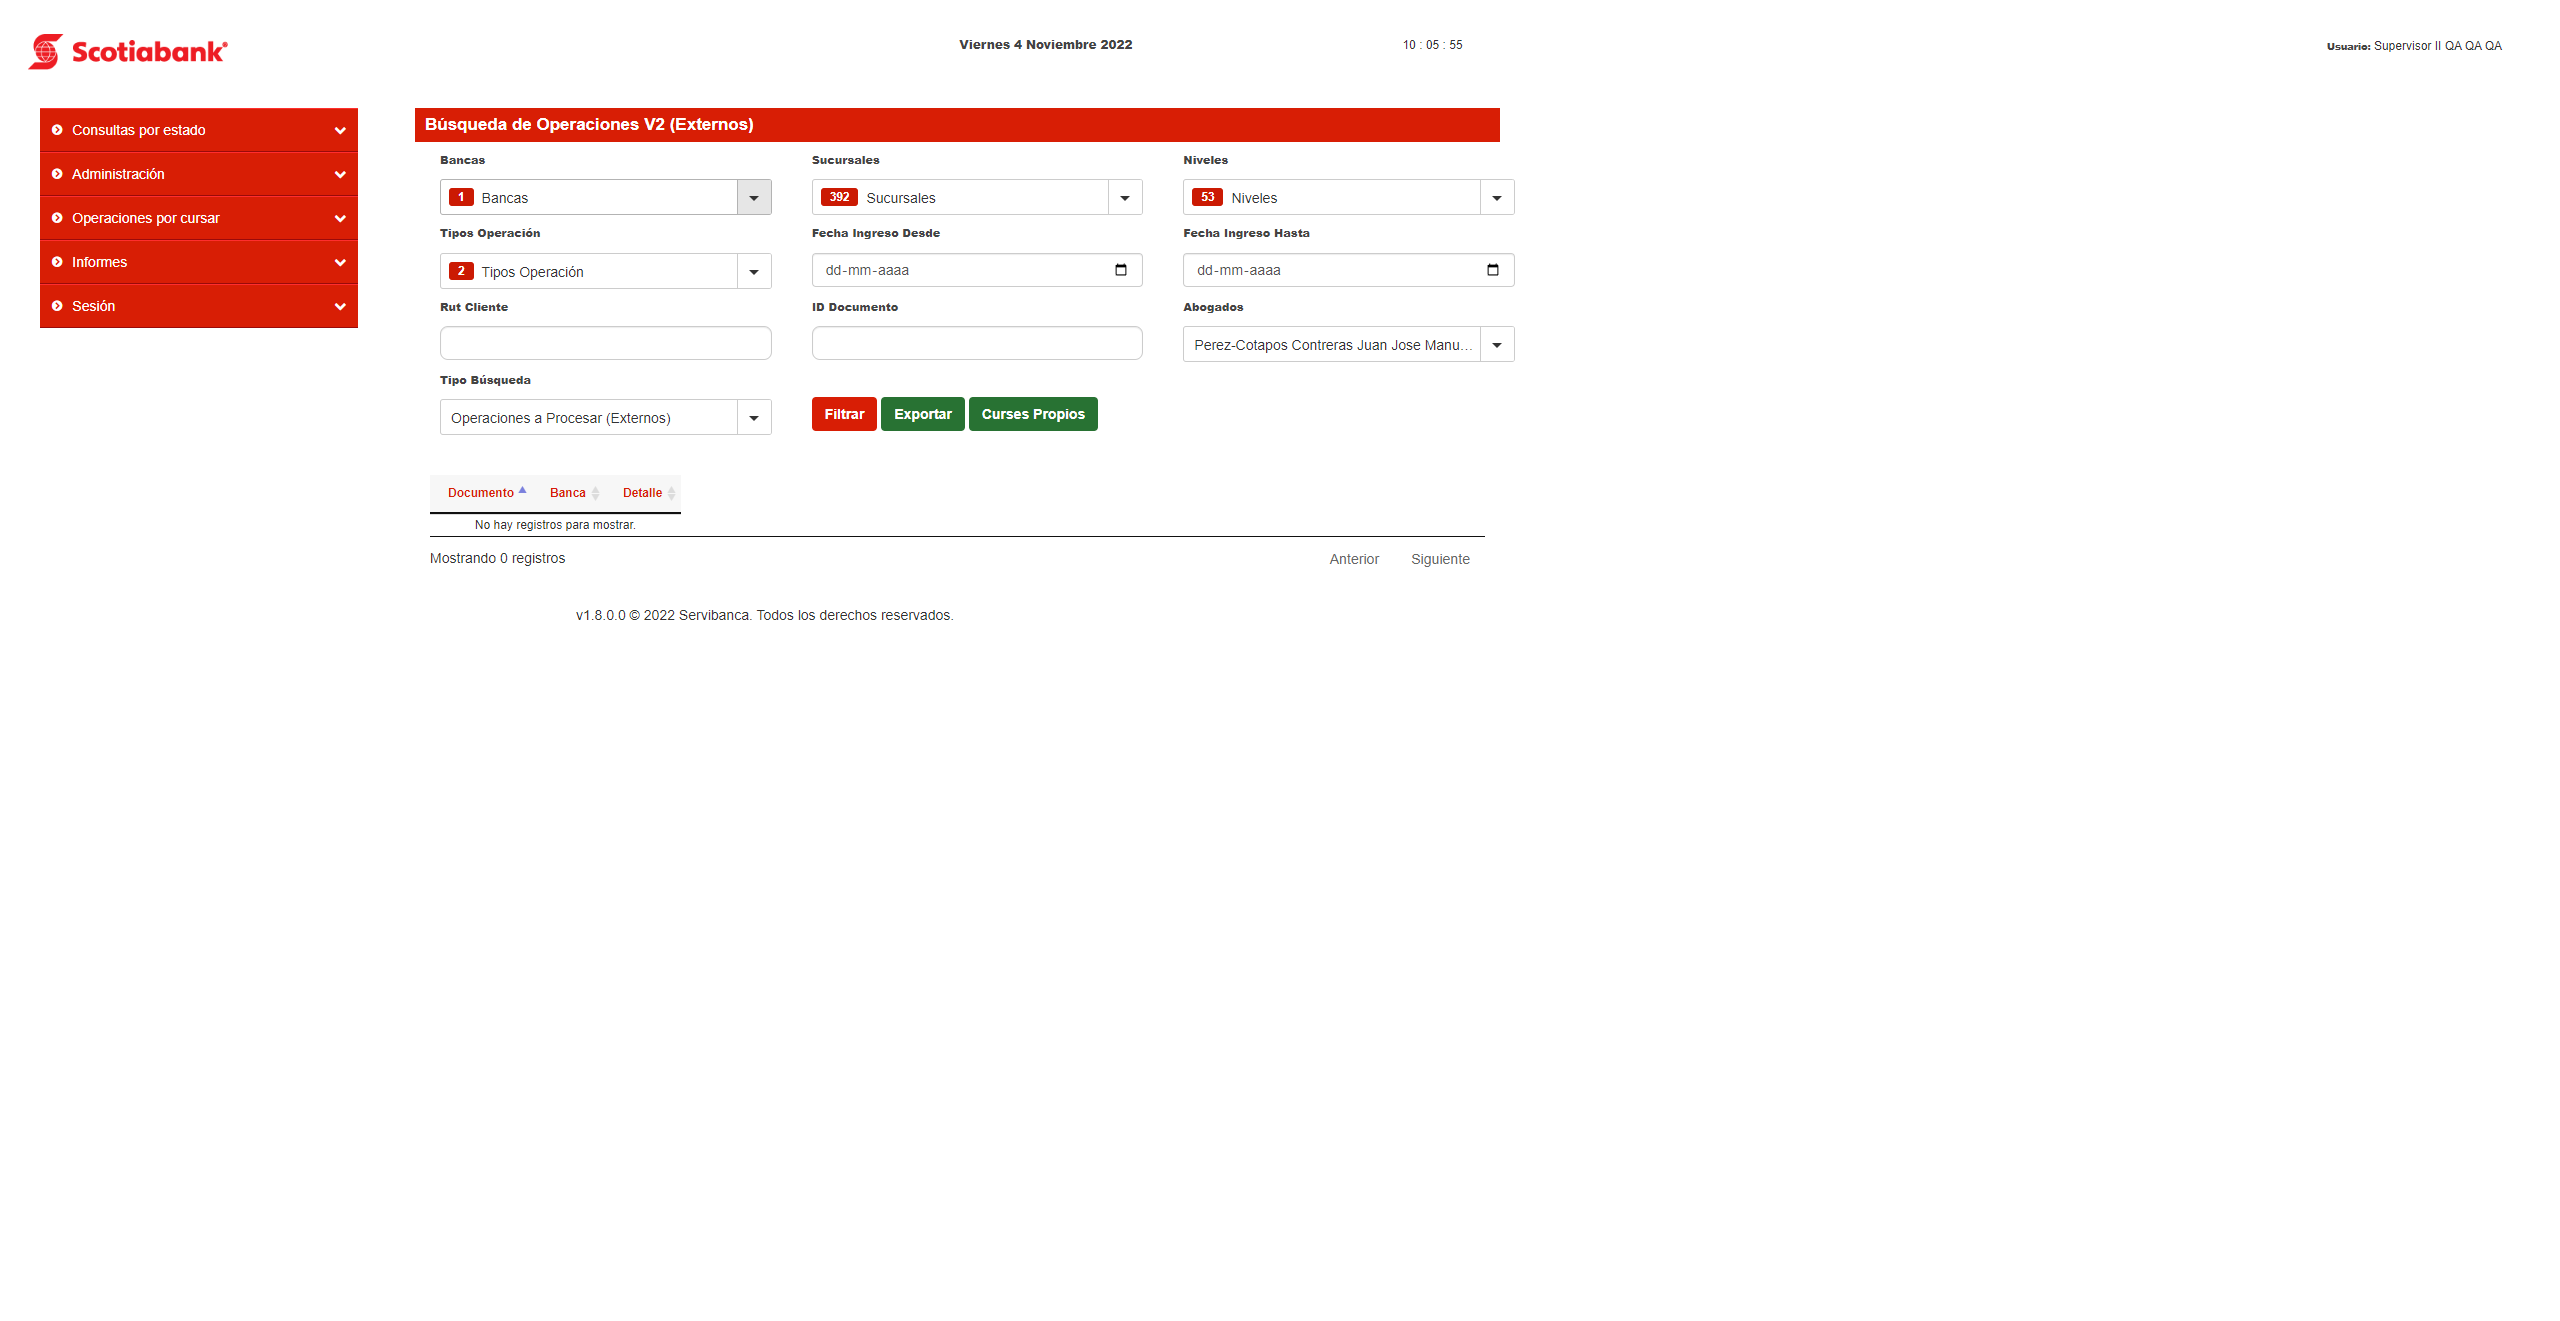 Scotiabank®
Viernes 4 Noviembre 2022
10 : 05 : 55
Usuario: Supervisor II QA QA QA
Consultas por estado
Administración
Operaciones por cursar
Informes
Sesión
Búsqueda de Operaciones V2 (Externos)
Bancas Sucursales Niveles
1 Bancas 392 Sucursales 53 Niveles
Tipos Operación Fecha Ingreso Desde Fecha Ingreso Hasta
2 Tipos Operación dd-mm-aaaa dd-mm-aaaa
Rut Cliente ID Documento Abogados
Perez-Cotapos Contreras Juan Jose Manu...
Tipo Búsqueda
Operaciones a Procesar (Externos) Filtrar Exportar Curses Propios
Documento Banca Detalle
No hay registros para mostrar.
Mostrando 0 registros Anterior Siguiente
v1.8.0.0 © 2022 Servibanca. Todos los derechos reservados.